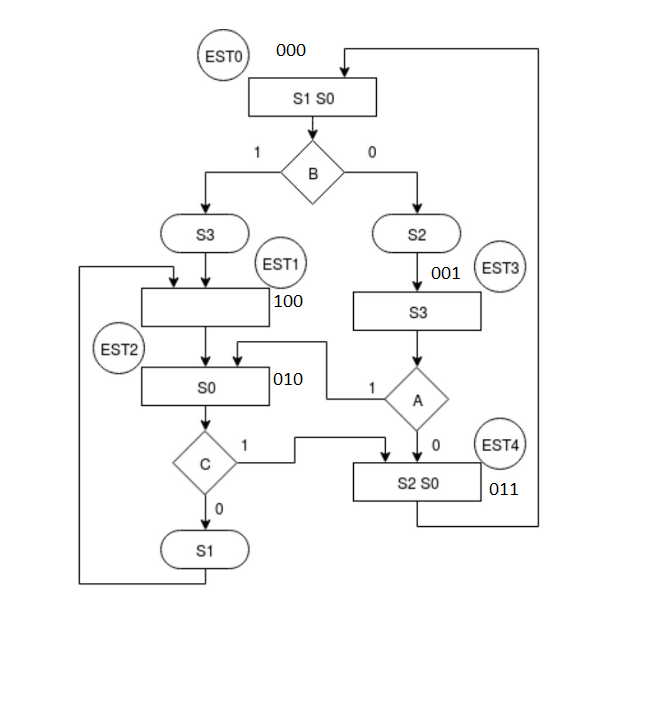 EST0 000
S1 S0
1 0
B
S3 S2
EST1 001 EST3
100 S3
EST2
S0 010 1 A
C 1 0 EST4
S2 S0 011
0
S1